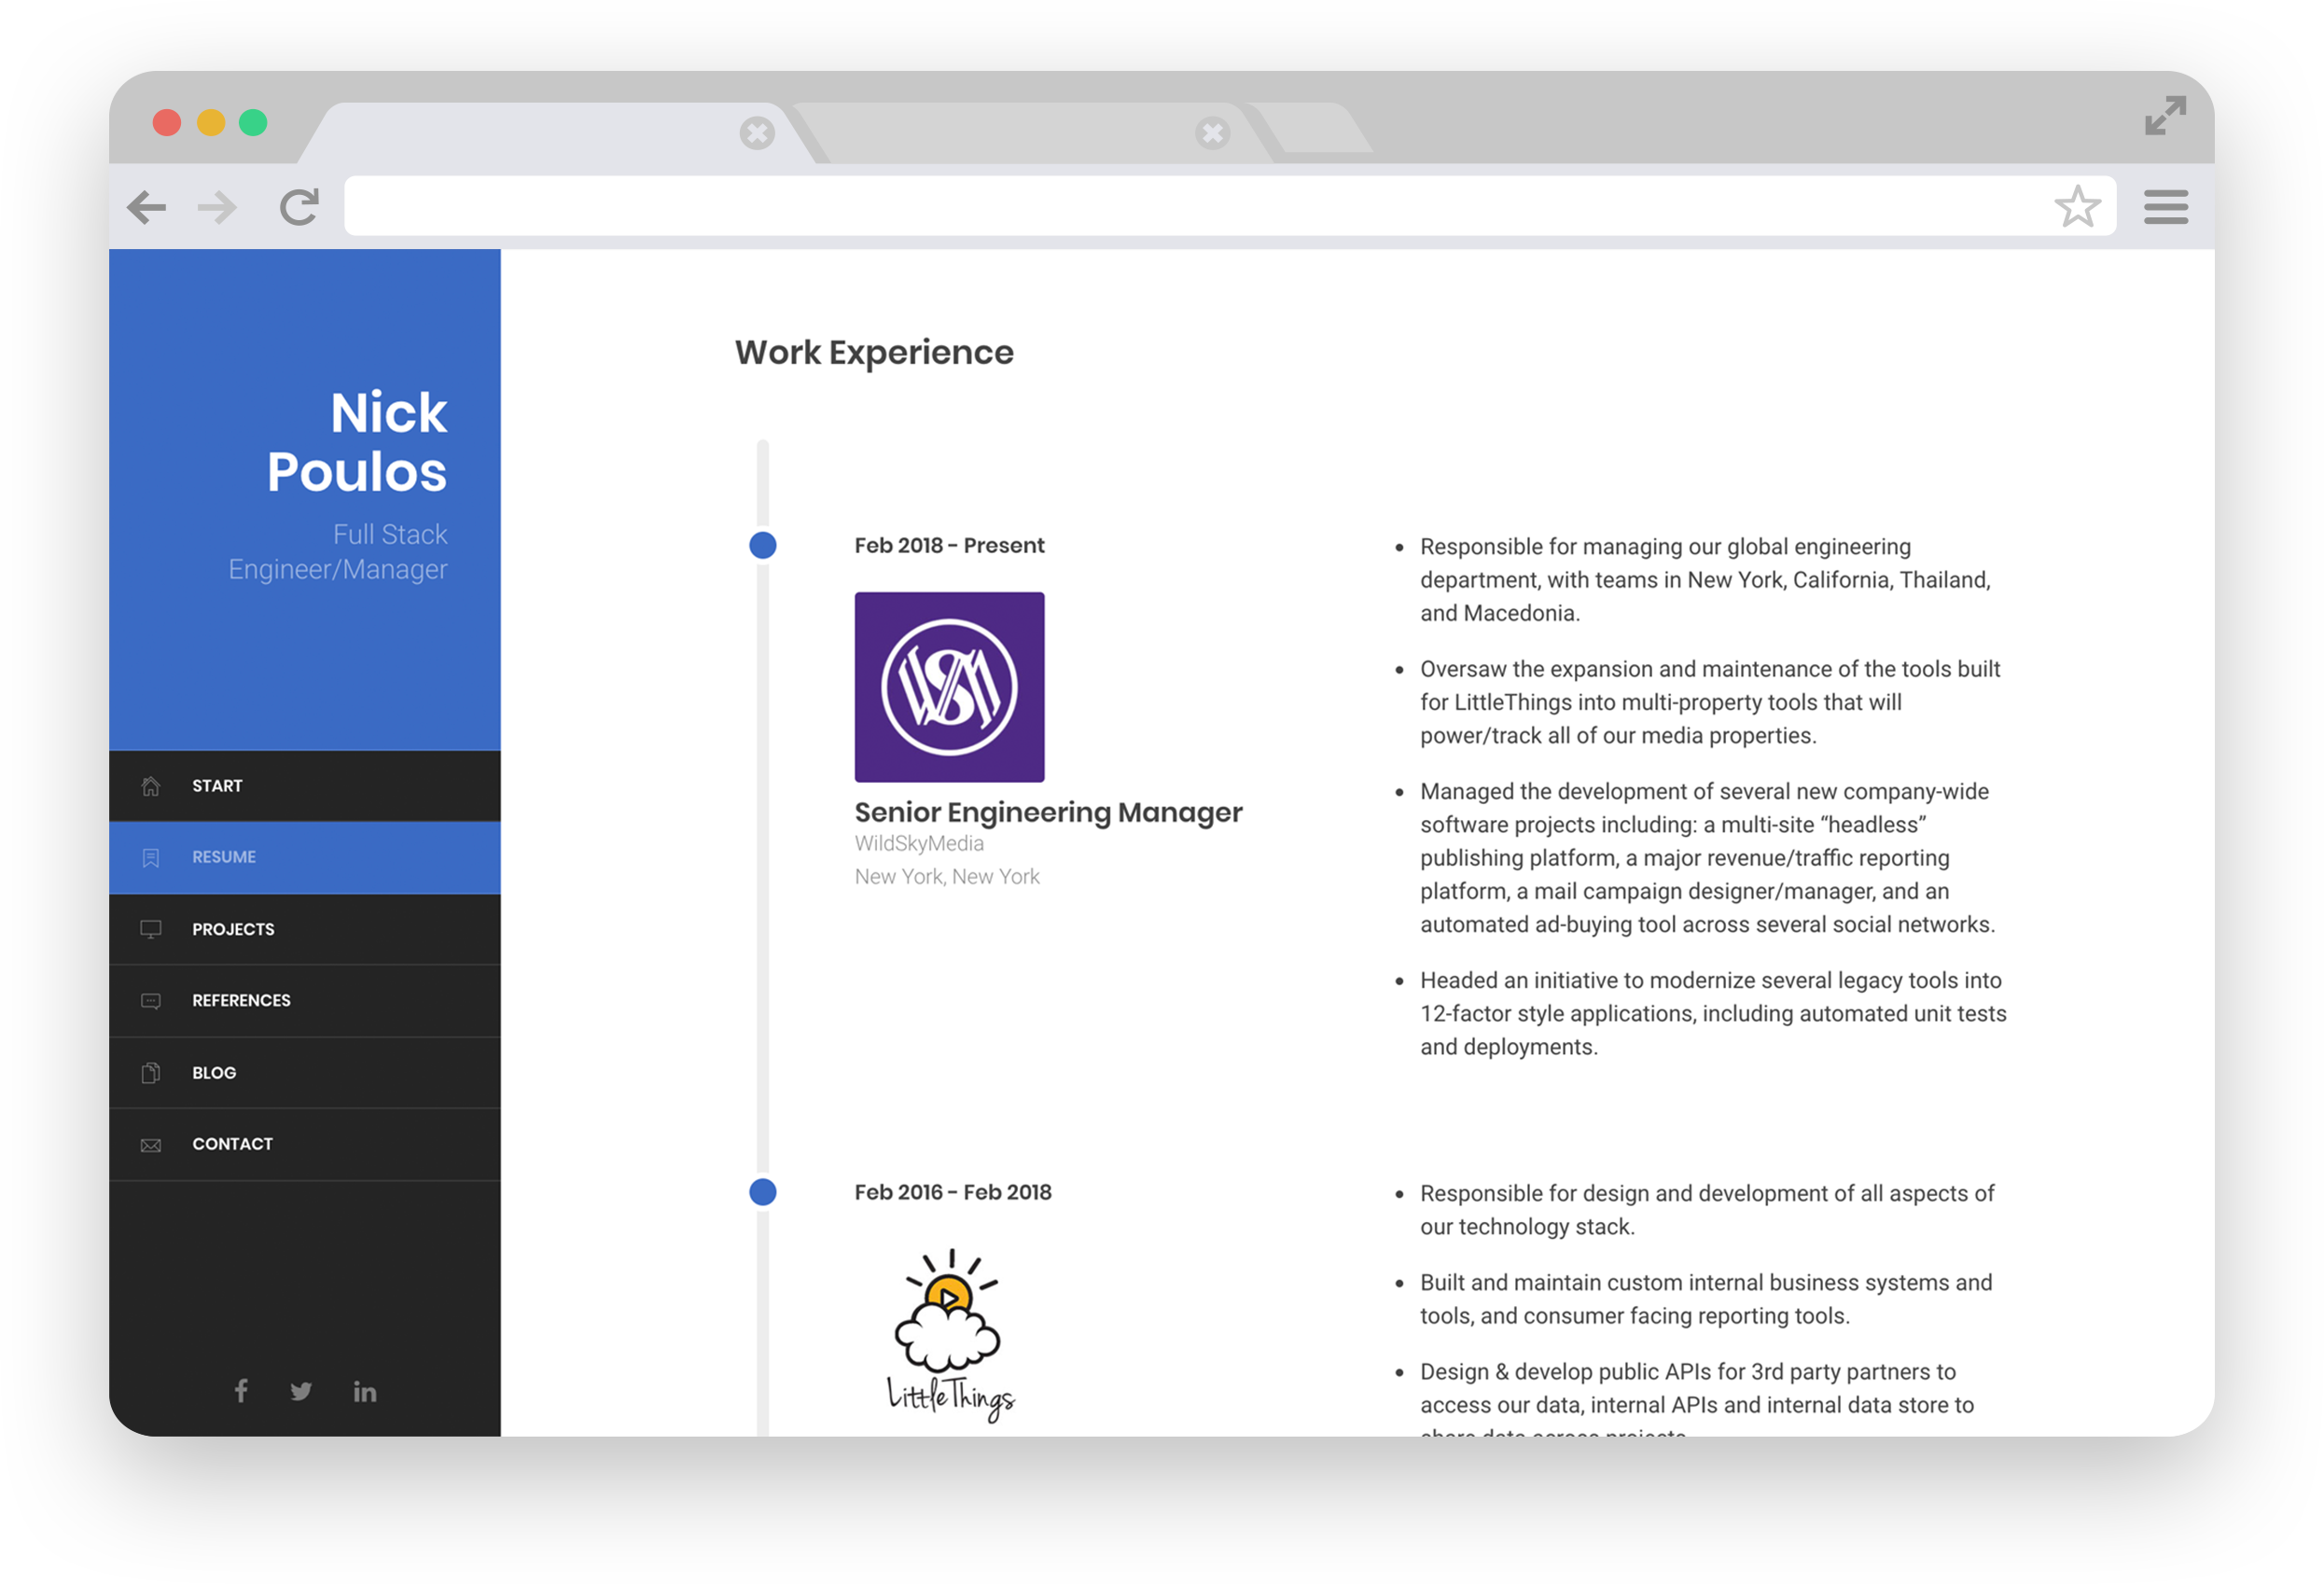 Nick
Poulos
Full Stack
Engineer/Manager
START
RESUME
PROJECTS
REFERENCES
BLOG
CONTACT
Work Experience
Feb 2018 - Present
WSM
Senior Engineering Manager
WildSkyMedia
New York, New York
• Responsible for managing our global engineering
department, with teams in New York, California, Thailand,
and Macedonia.
• Oversaw the expansion and maintenance of the tools built
for LittleThings into multi-property tools that will
power/track all of our media properties.
• Managed the development of several new company-wide
software projects including: a multi-site “headless”
publishing platform, a major revenue/traffic reporting
platform, a mail campaign designer/manager, and an
automated ad-buying tool across several social networks.
• Headed an initiative to modernize several legacy tools into
12-factor style applications, including automated unit tests
and deployments.
Feb 2016 - Feb 2018
LittleThings
• Responsible for design and development of all aspects of
our technology stack.
• Built and maintain custom internal business systems and
tools, and consumer facing reporting tools.
• Design & develop public APIs for 3rd party partners to
access our data, internal APIs and internal data store to
share data across projects